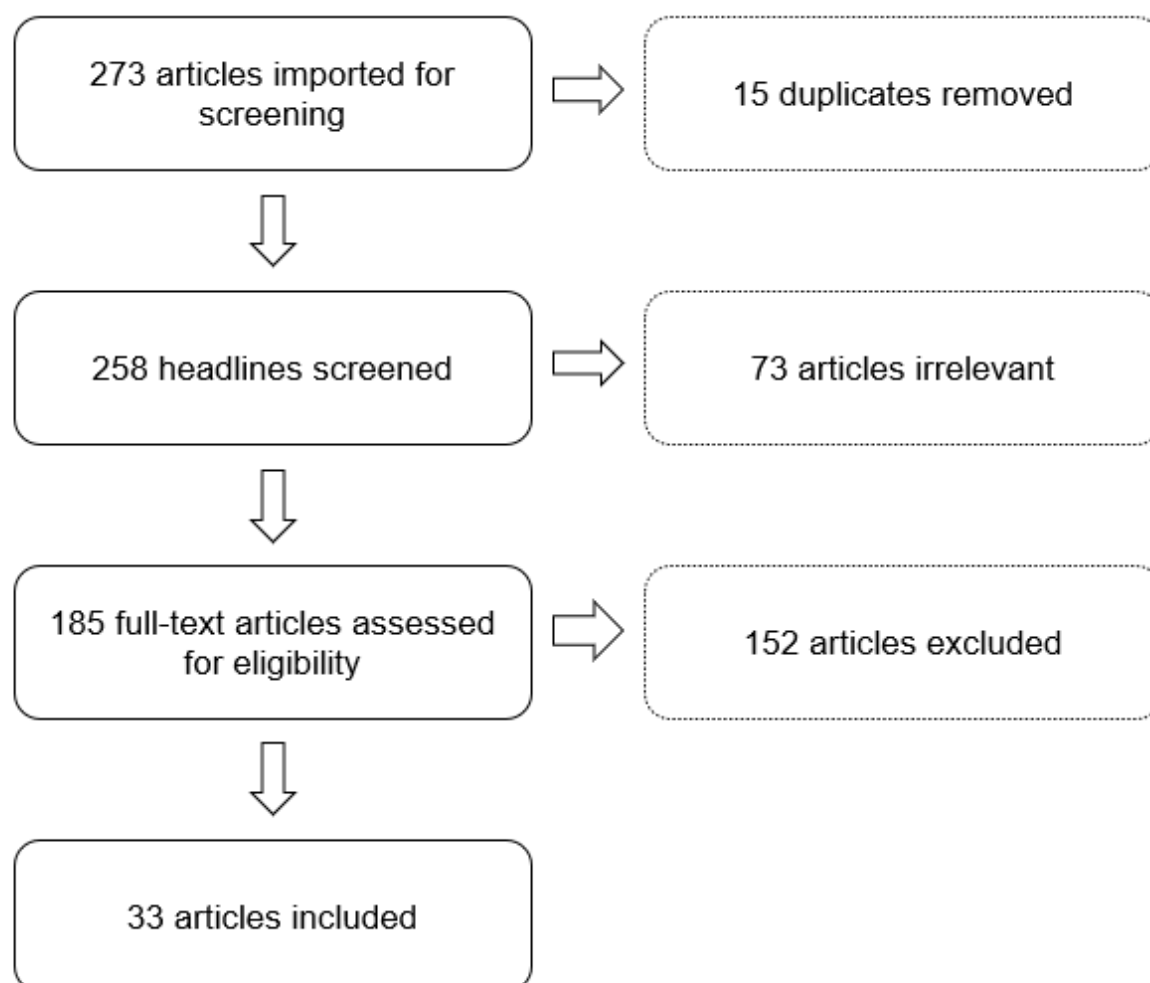 273 articles imported for
screening
15 duplicates removed
258 headlines screened
73 articles irrelevant
185 full-text articles assessed
for eligibility
152 articles excluded
33 articles included